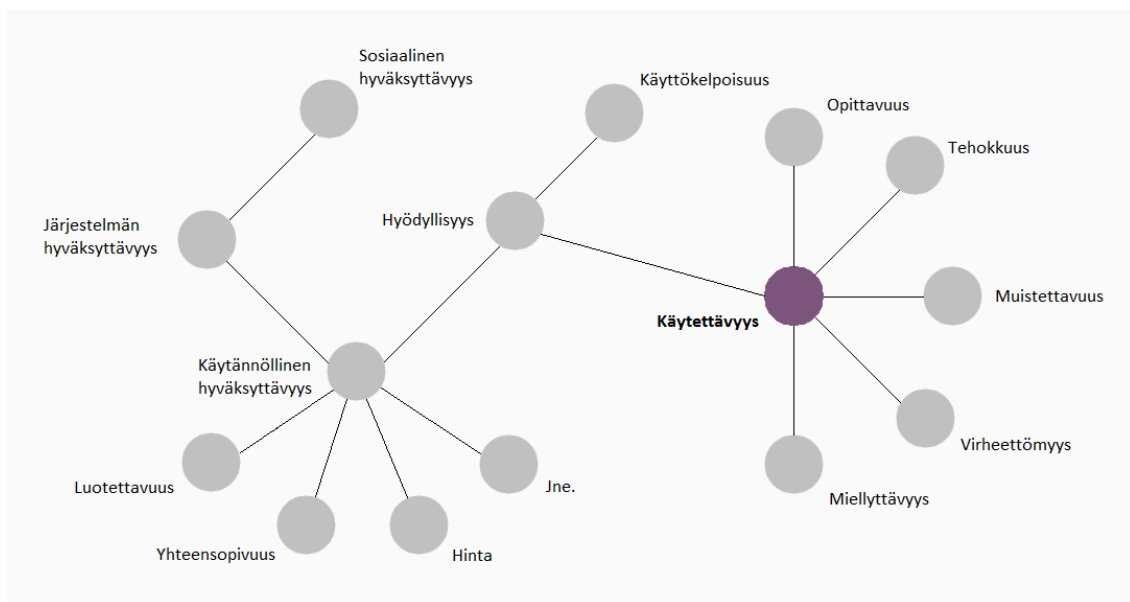 Sosiaalinen
hyväksyttävyys
Käyttökelpoisuus
Opittavuus
Tehokkuus
Järjestelmän
hyväksyttävyys
Hyödyllisyys
Muistettavuus
Käytettävyys
Käytännöllinen
hyväksyttävyys
Virheettömyys
Luotettavuus
Jne.
Miellyttävyys
Yhteensopivuus
Hinta